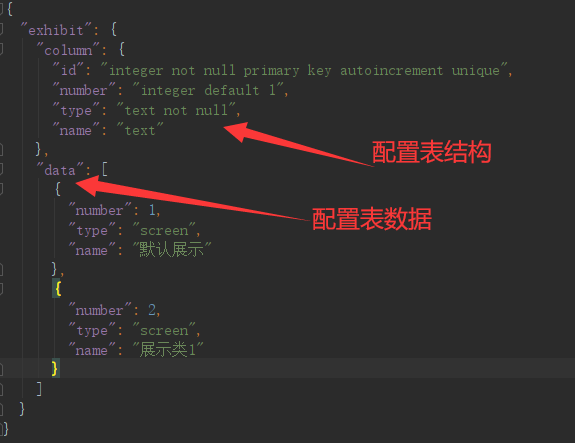 {
"exhibit": {
"column": {
"id": "integer not null primary key autoincrement unique",
"number": "integer default 1",
"type": "text not null",
"name": "text"
},
配置表结构
"data": [
{
配置表数据
"number": 1,
"type": "screen",
"name": "默认展示"
},
{
"number": 2,
"type": "screen",
"name": "展示类1"
}
]
}
}